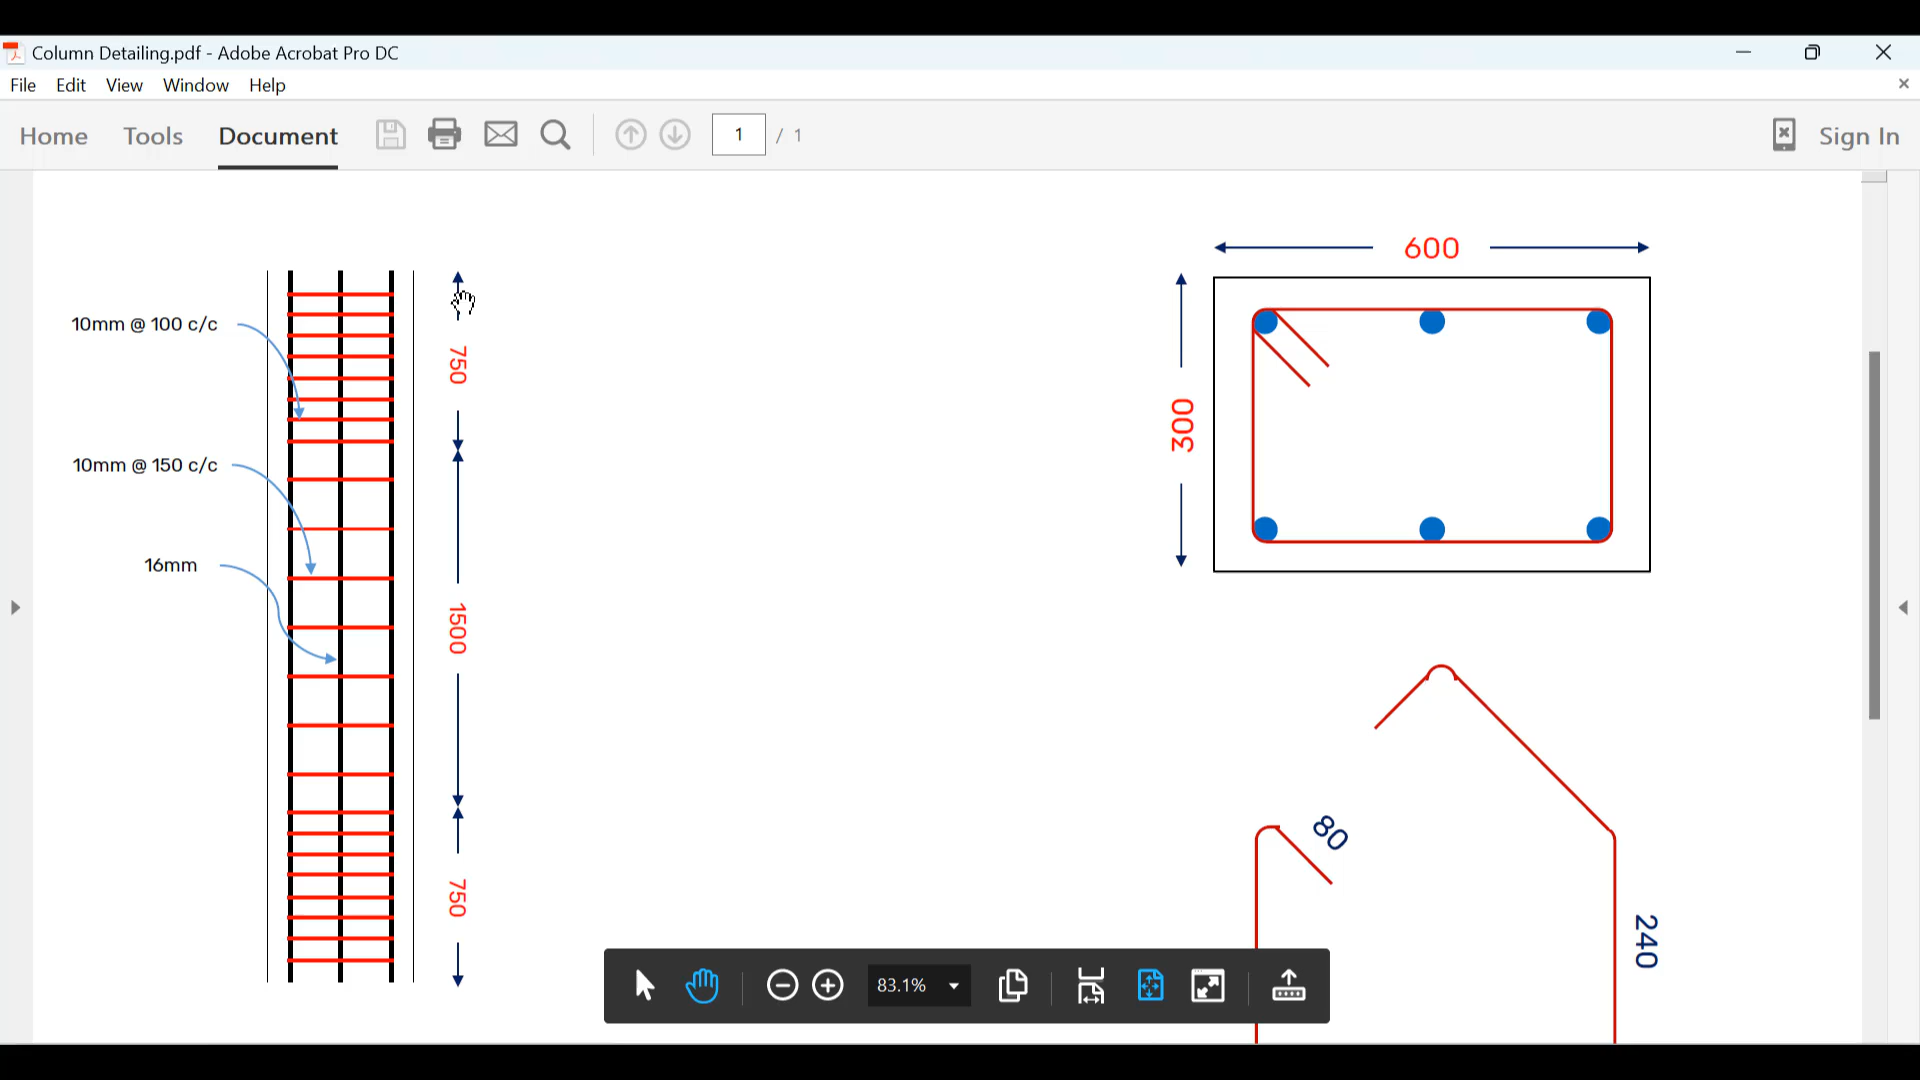 Column Detailing.pdf - Adobe Acrobat Pro DC
File Edit View Window Help
Home Tools Document 1 / 1 Sign In
600
10mm @ 100 c/c
750
300
10mm @ 150 c/c
16mm
1500
80
750
240
83.1%